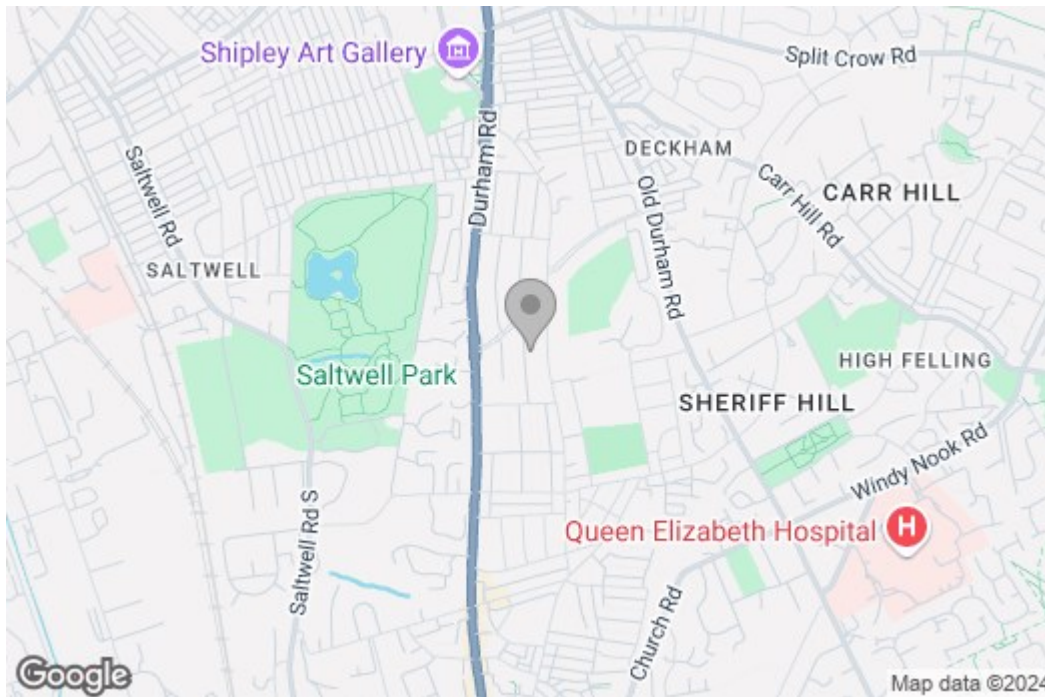 Shipley Art Gallery
Split Crow Rd
Durham Rd
DECKHAM
Saltwell Rd
Carr Hill Rd
CARR HILL
Old Durham Rd
SALTWELL
HIGH FELLING
Saltwell Park
SHERIFF HILL
Windy Nook Rd
Queen Elizabeth Hospital
H
Saltwell Rd S
Church Rd
Google
Map data ©2024